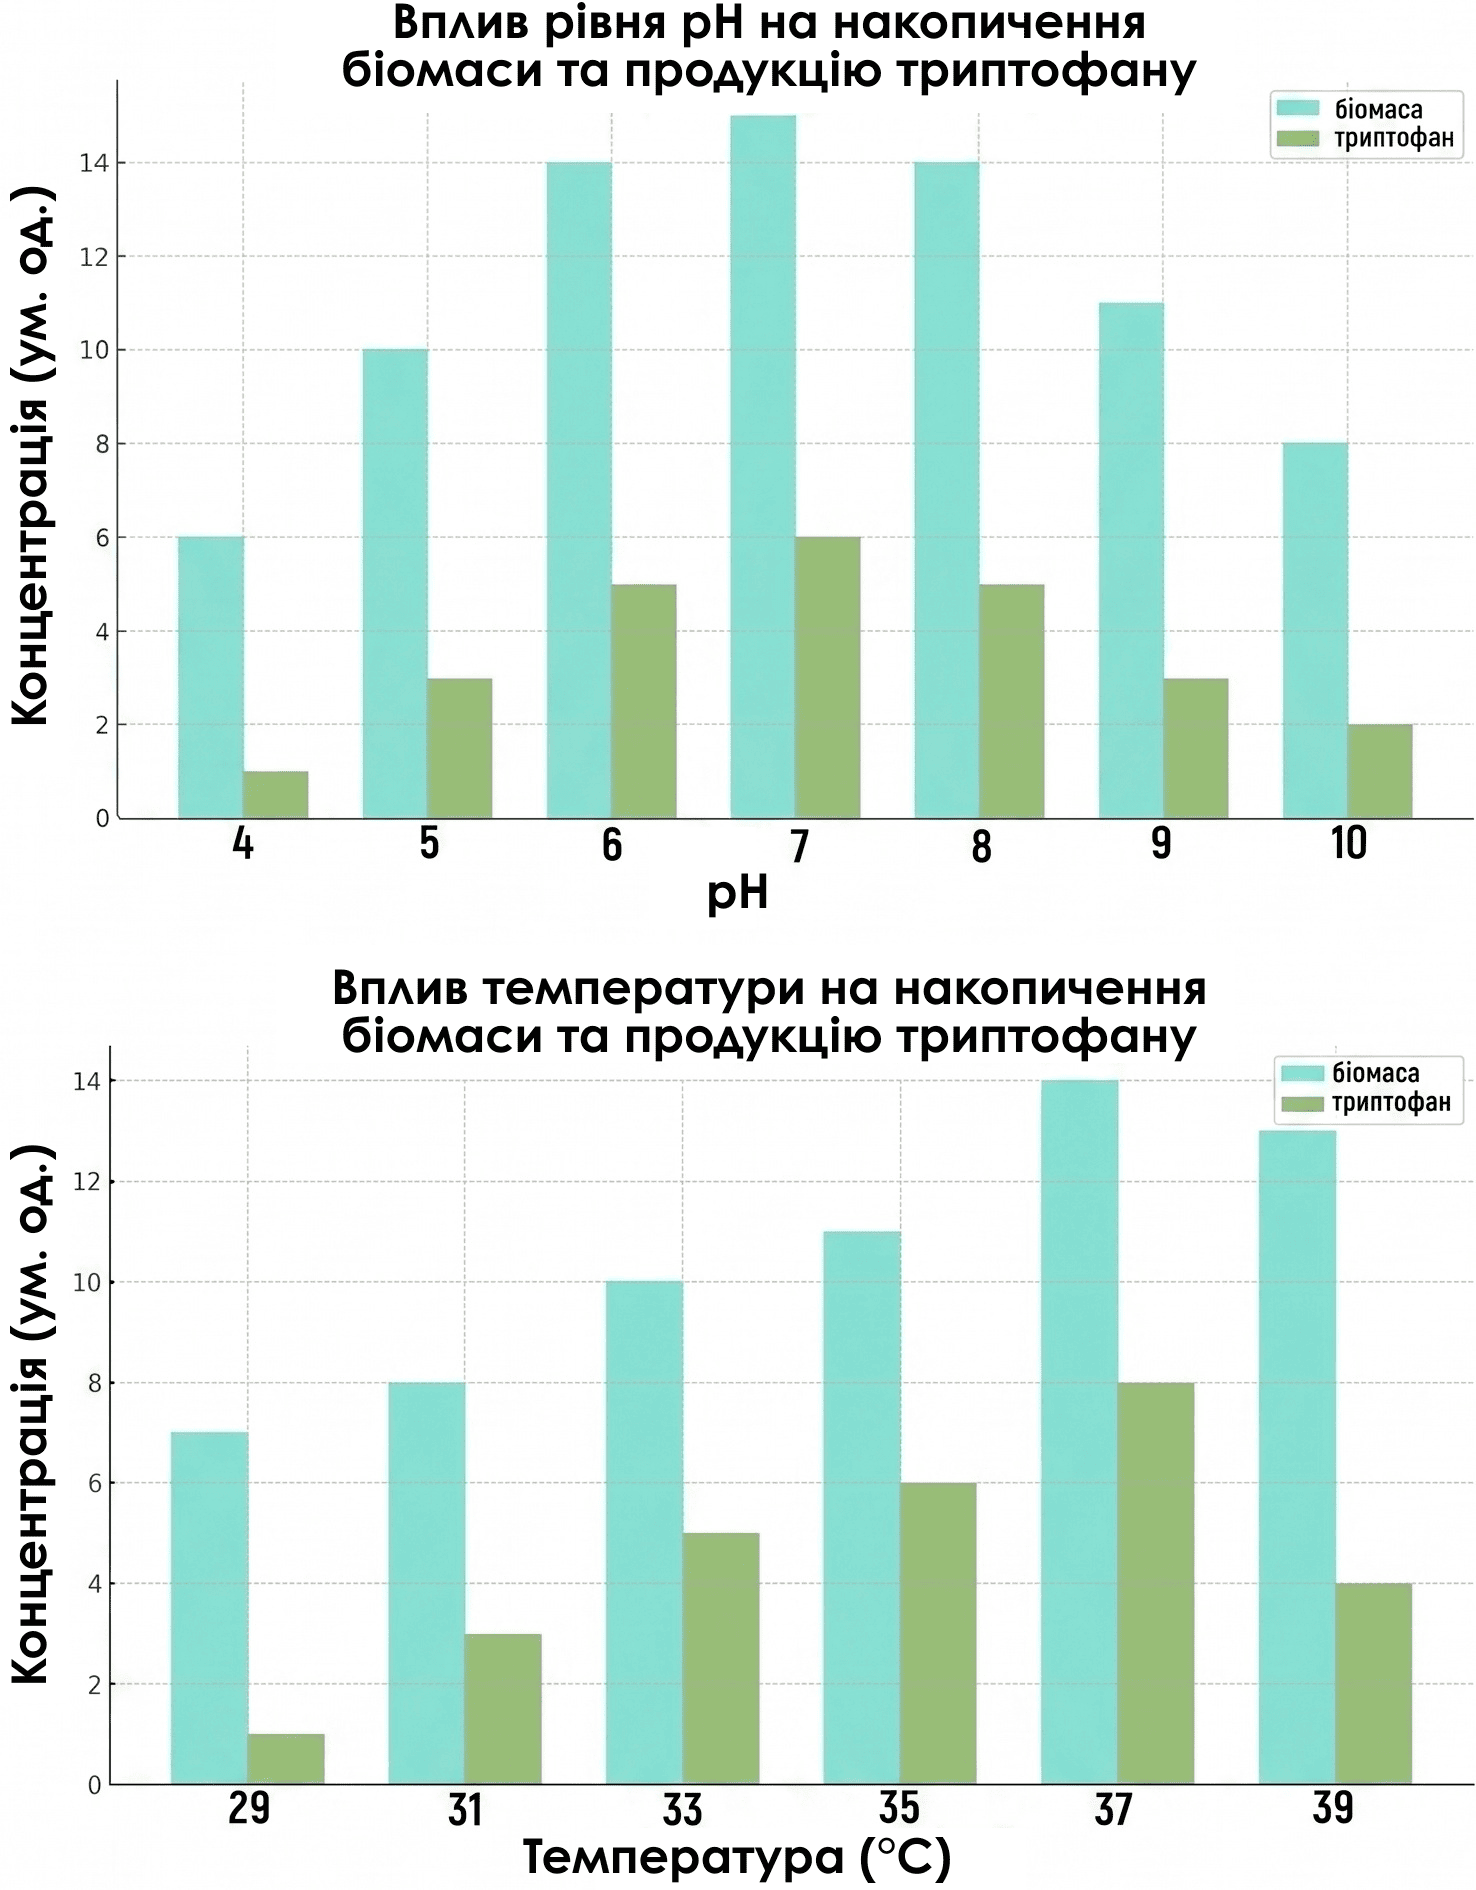 Вплив рівня pH на накопичення
біомаси та продукцію триптофану
біомаса
триптофан
Концентрація (ум. од.)
14
12
10
8
6
4
2
0
4 5 6 7 8 9 10
pH
Вплив температури на накопичення
біомаси та продукцію триптофану
біомаса
триптофан
Концентрація (ум. од.)
14
12
10
8
6
4
2
0
29 31 33 35 37 39
Температура (°C)